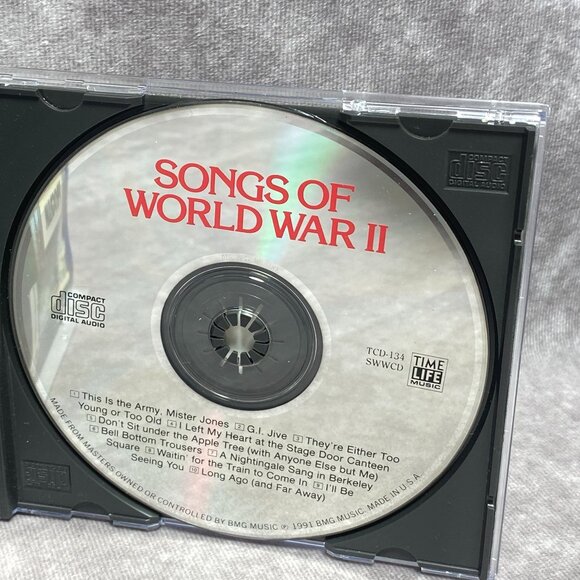 SONGS OF
WORLD WAR II
COMPACT
disc
DIGITAL AUDIO
COMPACT
disc
DIGITAL AUDIO
TCD-134
SWWCD
TIME
LIFE
MUSIC
1 This Is the Army, Mister Jones 2 G.I. Jive 3 They're Either Too
Young or Too Old 4 I Left My Heart at the Stage Door Canteen
5 Don't Sit under the Apple Tree (with Anyone Else but Me)
6 Bell Bottom Trousers 7 A Nightingale Sang in Berkeley
Square 8 Waitin' for the Train to Come In 9 I'll Be
Seeing You 10 Long Ago (and Far Away)
MADE FROM MASTERS OWNED OR CONTROLLED BY BMG MUSIC ℗ 1991 BMG MUSIC. MADE IN U.S.A.